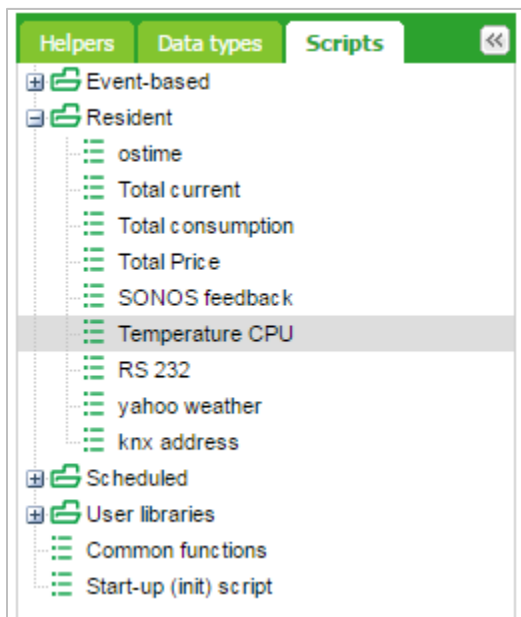 Helpers Data types Scripts
Event-based
Resident
ostime
Total current
Total consumption
Total Price
SONOS feedback
Temperature CPU
RS 232
yahoo weather
knx address
Scheduled
User libraries
Common functions
Start-up (init) script